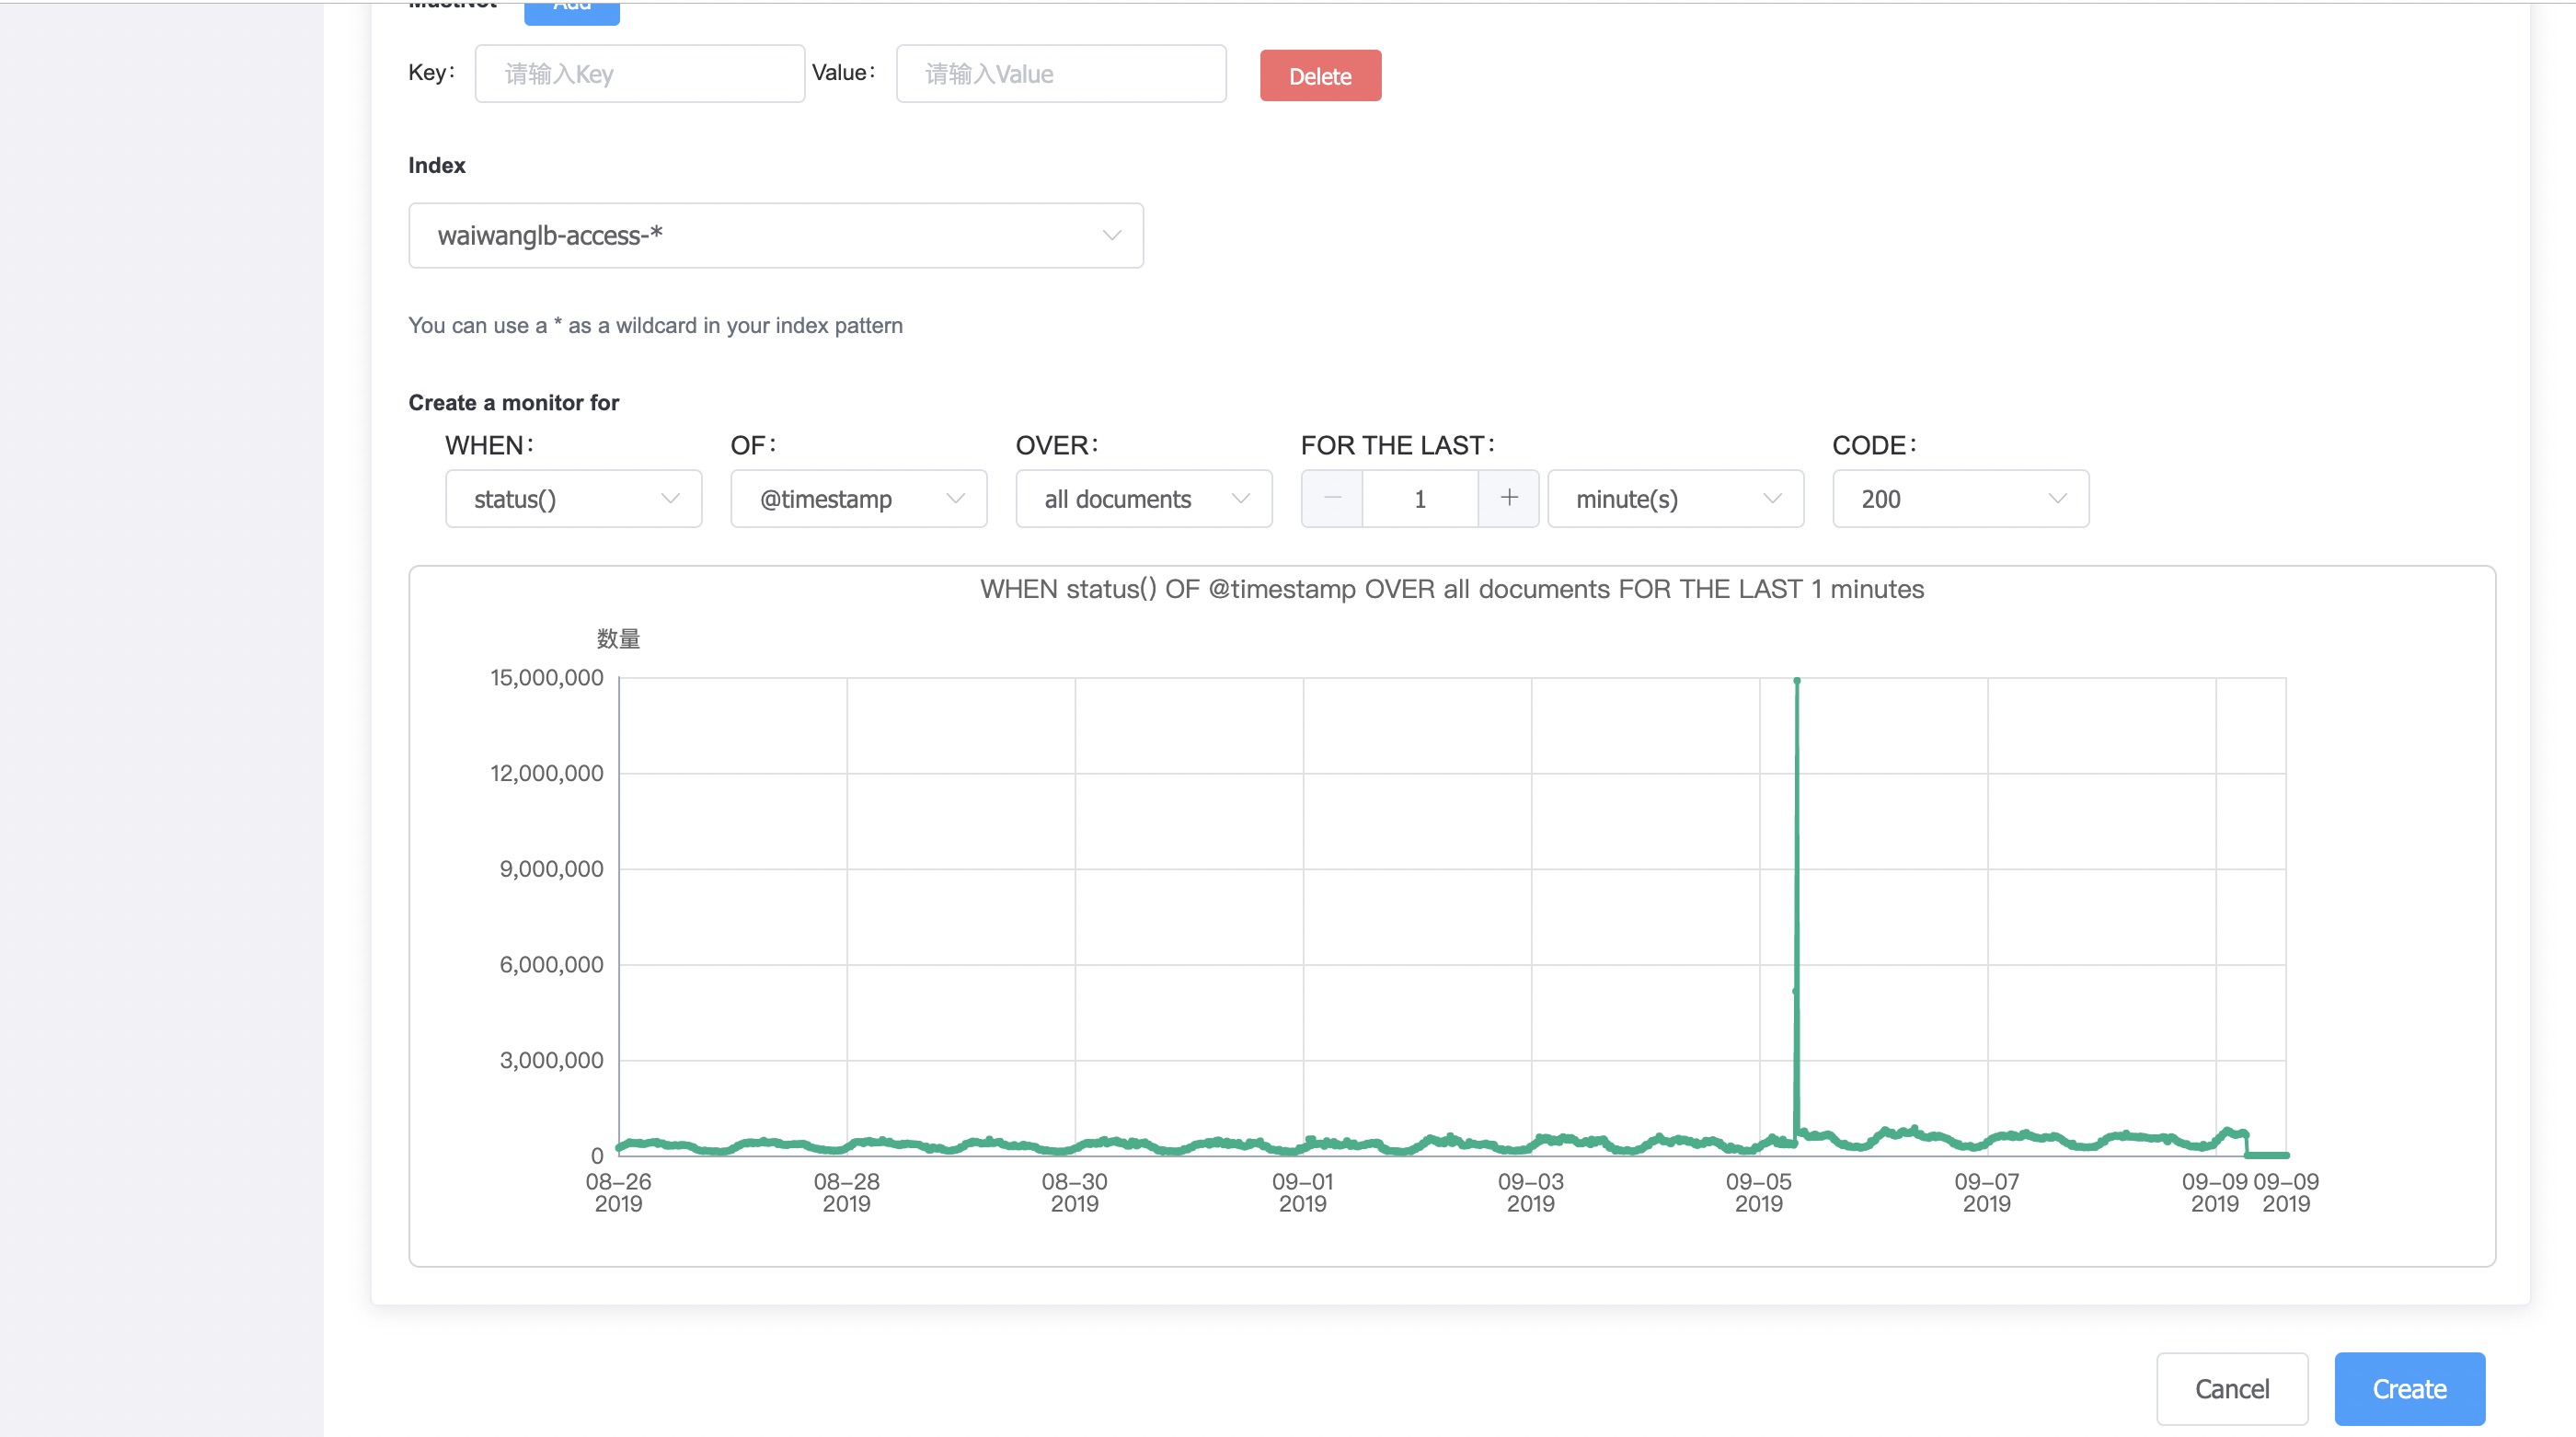 MustNot Add
Key: 请输入Key Value: 请输入Value Delete
Index
waiwanglb-access-*
You can use a * as a wildcard in your index pattern
Create a monitor for
WHEN: OF: OVER: FOR THE LAST: CODE:
status() @timestamp all documents 1 minute(s) 200
WHEN status() OF @timestamp OVER all documents FOR THE LAST 1 minutes
数量
15,000,000
12,000,000
9,000,000
6,000,000
3,000,000
0
08-26 08-28 08-30 09-01 09-03 09-05 09-07 09-09 09-09
2019 2019 2019 2019 2019 2019 2019 2019 2019
Cancel Create